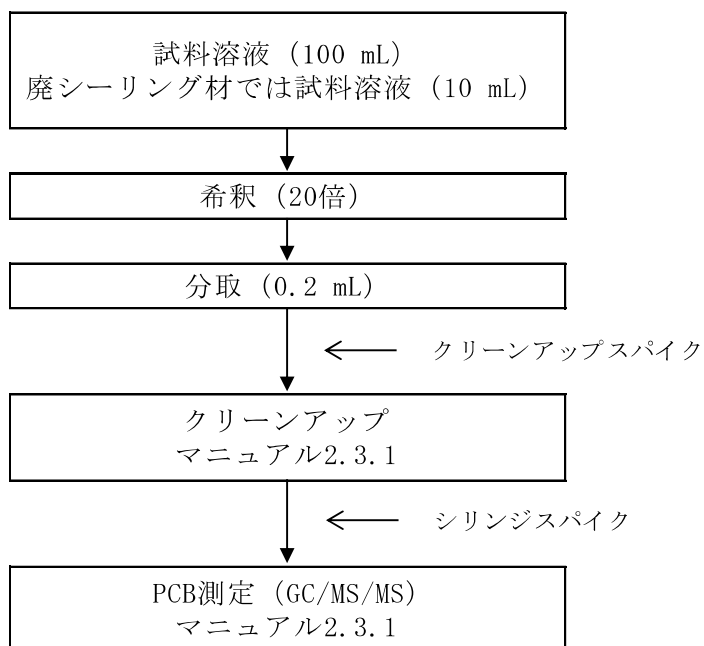 試料溶液 (100 mL)
廃シーリング材では試料溶液 (10 mL)
希釈 (20倍)
分取 (0.2 mL)
クリーンアップスパイク
クリーンアップ
マニュアル2.3.1
シリンジスパイク
PCB測定 (GC/MS/MS)
マニュアル2.3.1